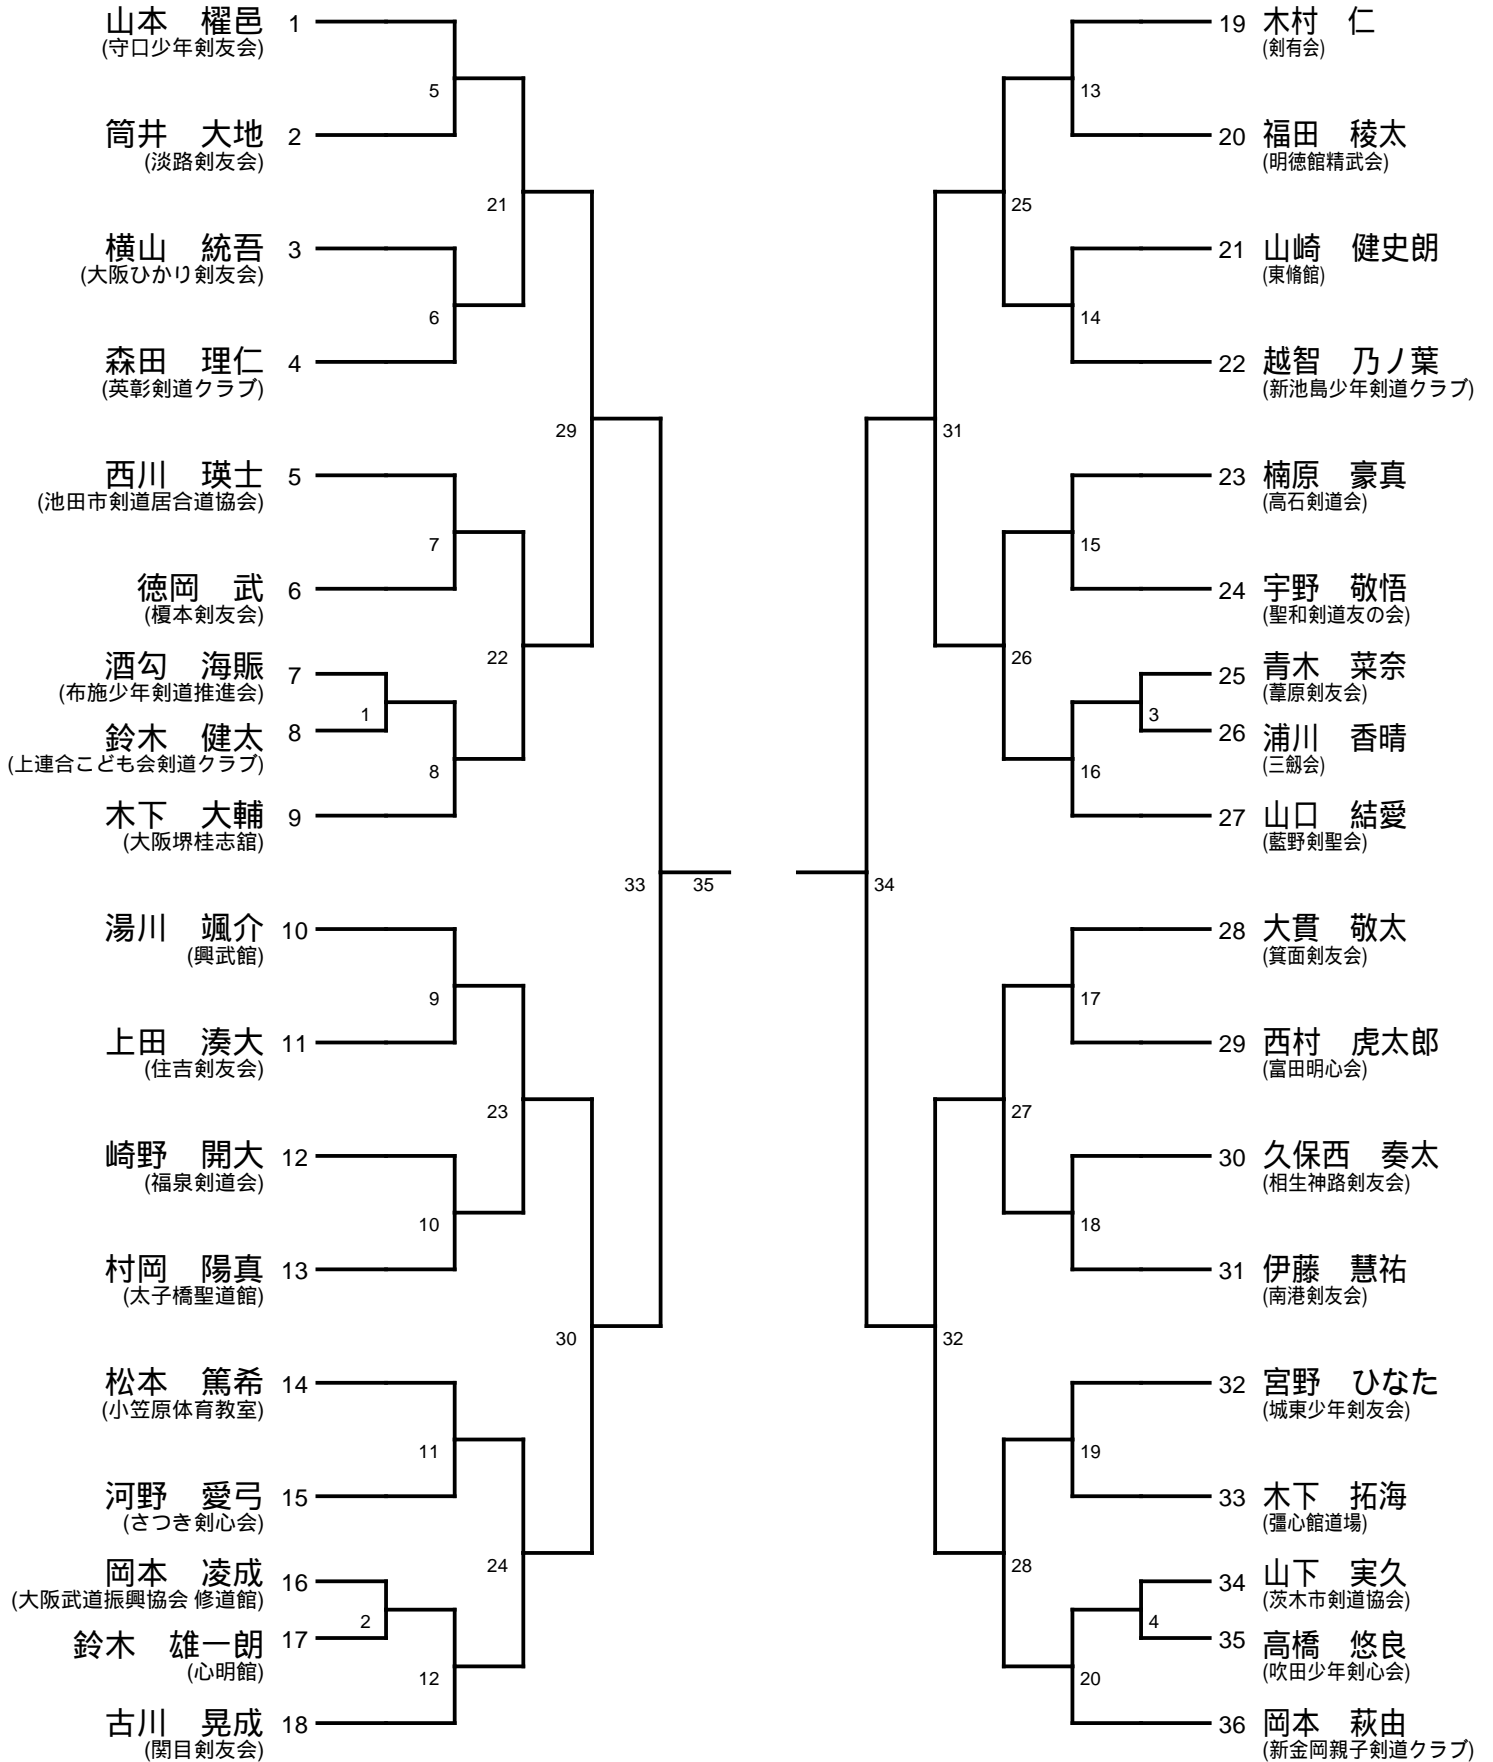 山本　櫂邑 1
(守口少年剣友会)
5
筒井　大地 2
(淡路剣友会)
21
横山　統吾 3
(大阪ひかり剣友会)
6
森田　理仁 4
(英彰剣道クラブ)
29
西川　瑛士 5
(池田市剣道居合道協会)
7
徳岡　武 6
(榎本剣友会)
22
酒勾　海賑 7
(布施少年剣道推進会)
1
鈴木　健太 8
(上連合こども会剣道クラブ)
8
木下　大輔 9
(大阪堺桂志舘)
33 35
湯川　颯介 10
(興武館)
9
上田　湊大 11
(住吉剣友会)
23
崎野　開大 12
(福泉剣道会)
10
村岡　陽真 13
(太子橋聖道館)
30
松本　篤希 14
(小笠原体育教室)
11
河野　愛弓 15
(さつき剣心会)
24
岡本　凌成 16
(大阪武道振興協会 修道館)
2
鈴木　雄一朗 17
(心明館)
12
古川　晃成 18
(関目剣友会)
19 木村　仁
(剣有会)
13
20 福田　稜太
(明徳館精武会)
25
21 山崎　健史朗
(東脩館)
14
22 越智　乃ノ葉
(新池島少年剣道クラブ)
31
23 楠原　豪真
(高石剣道会)
15
24 宇野　敬悟
(聖和剣道友の会)
26
25 青木　菜奈
(葦原剣友会)
3
26 浦川　香晴
(三劔会)
16
27 山口　結愛
(藍野剣聖会)
34
28 大貫　敬太
(箕面剣友会)
17
29 西村　虎太郎
(富田明心会)
27
30 久保西　奏太
(相生神路剣友会)
18
31 伊藤　慧祐
(南港剣友会)
32
32 宮野　ひなた
(城東少年剣友会)
19
33 木下　拓海
(彊心館道場)
28
34 山下　実久
(茨木市剣道協会)
4
35 高橋　悠良
(吹田少年剣心会)
20
36 岡本　萩由
(新金岡親子剣道クラブ)